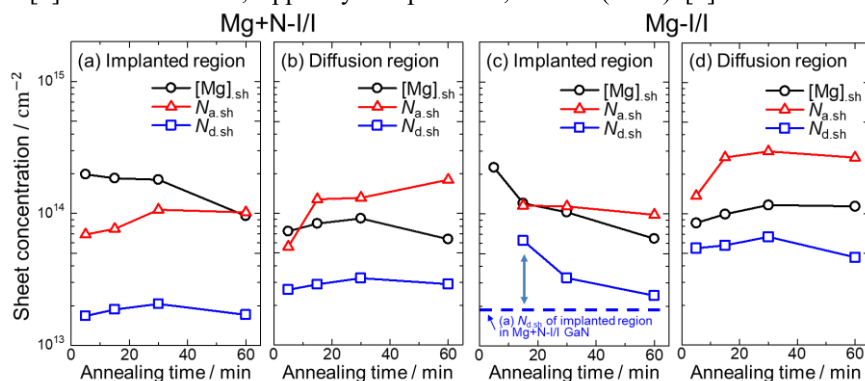 Mg+N-I/I Mg-I/I
(a) Implanted region (b) Diffusion region (c) Implanted region (d) Diffusion region
[Mg].sh [Mg].sh [Mg].sh [Mg].sh
Na.sh Na.sh Na.sh Na.sh
Nd.sh Nd.sh Nd.sh Nd.sh
Sheet concentration / cm⁻²
10¹⁵
10¹⁴
10¹³
(a) Nd.sh of implanted region
in Mg+N-I/I GaN
0 20 40 60 0 20 40 60 0 20 40 60 0 20 40 60
Annealing time / min Annealing time / min Annealing time / min Annealing time / min